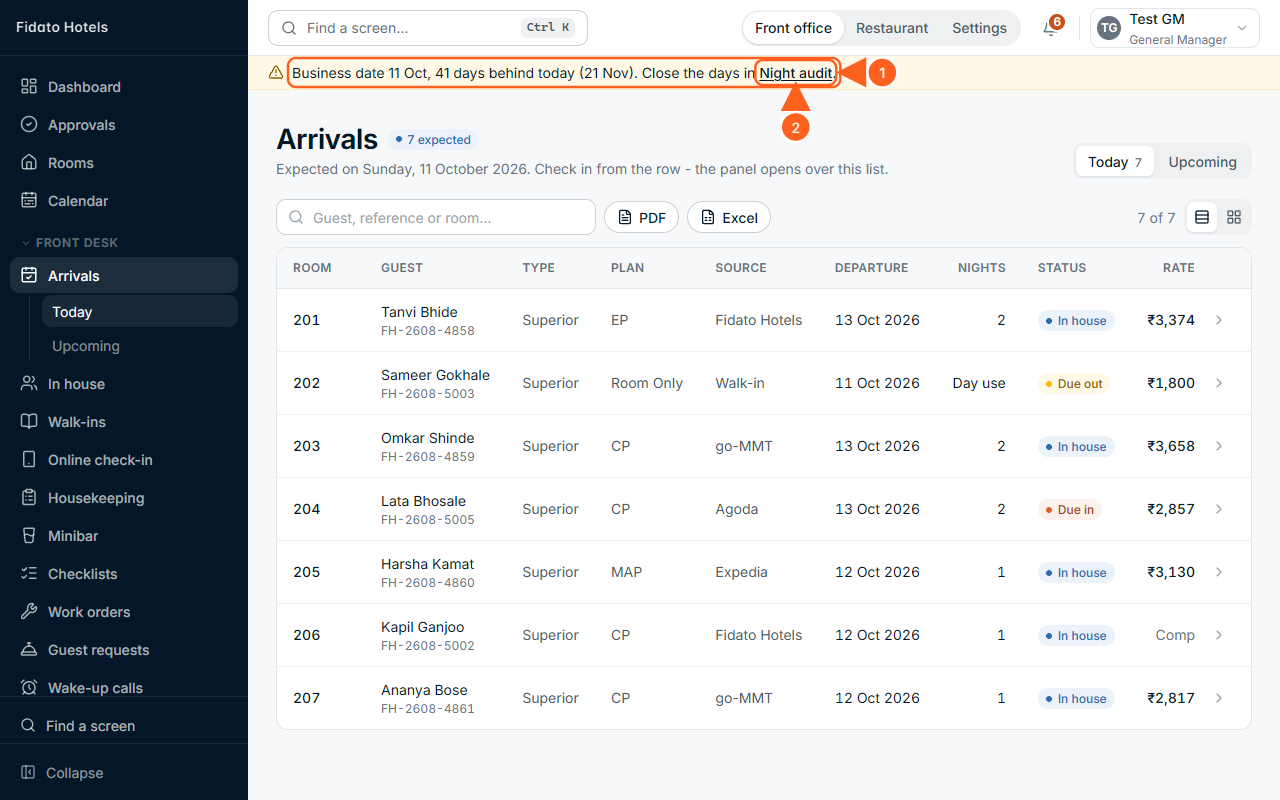 Fidato Hotels
Find a screen... Ctrl K
Front office Restaurant Settings
6
TG Test GM
General Manager
Business date 11 Oct, 41 days behind today (21 Nov). Close the days in Night audit.
1
2
Dashboard
Approvals
Rooms
Calendar
FRONT DESK
Arrivals
Today
Upcoming
In house
Walk-ins
Online check-in
Housekeeping
Minibar
Checklists
Work orders
Guest requests
Wake-up calls
Find a screen
Collapse
Arrivals 7 expected
Expected on Sunday, 11 October 2026. Check in from the row - the panel opens over this list.
Today 7 Upcoming
Guest, reference or room... PDF Excel 7 of 7
ROOM GUEST TYPE PLAN SOURCE DEPARTURE NIGHTS STATUS RATE
201 Tanvi Bhide Superior EP Fidato Hotels 13 Oct 2026 2 In house ₹3,374
FH-2608-4858
202 Sameer Gokhale Superior Room Only Walk-in 11 Oct 2026 Day use Due out ₹1,800
FH-2608-5003
203 Omkar Shinde Superior CP go-MMT 13 Oct 2026 2 In house ₹3,658
FH-2608-4859
204 Lata Bhosale Superior CP Agoda 13 Oct 2026 2 Due in ₹2,857
FH-2608-5005
205 Harsha Kamat Superior MAP Expedia 12 Oct 2026 1 In house ₹3,130
FH-2608-4860
206 Kapil Ganjoo Superior CP Fidato Hotels 12 Oct 2026 1 In house Comp
FH-2608-5002
207 Ananya Bose Superior CP go-MMT 12 Oct 2026 1 In house ₹2,817
FH-2608-4861